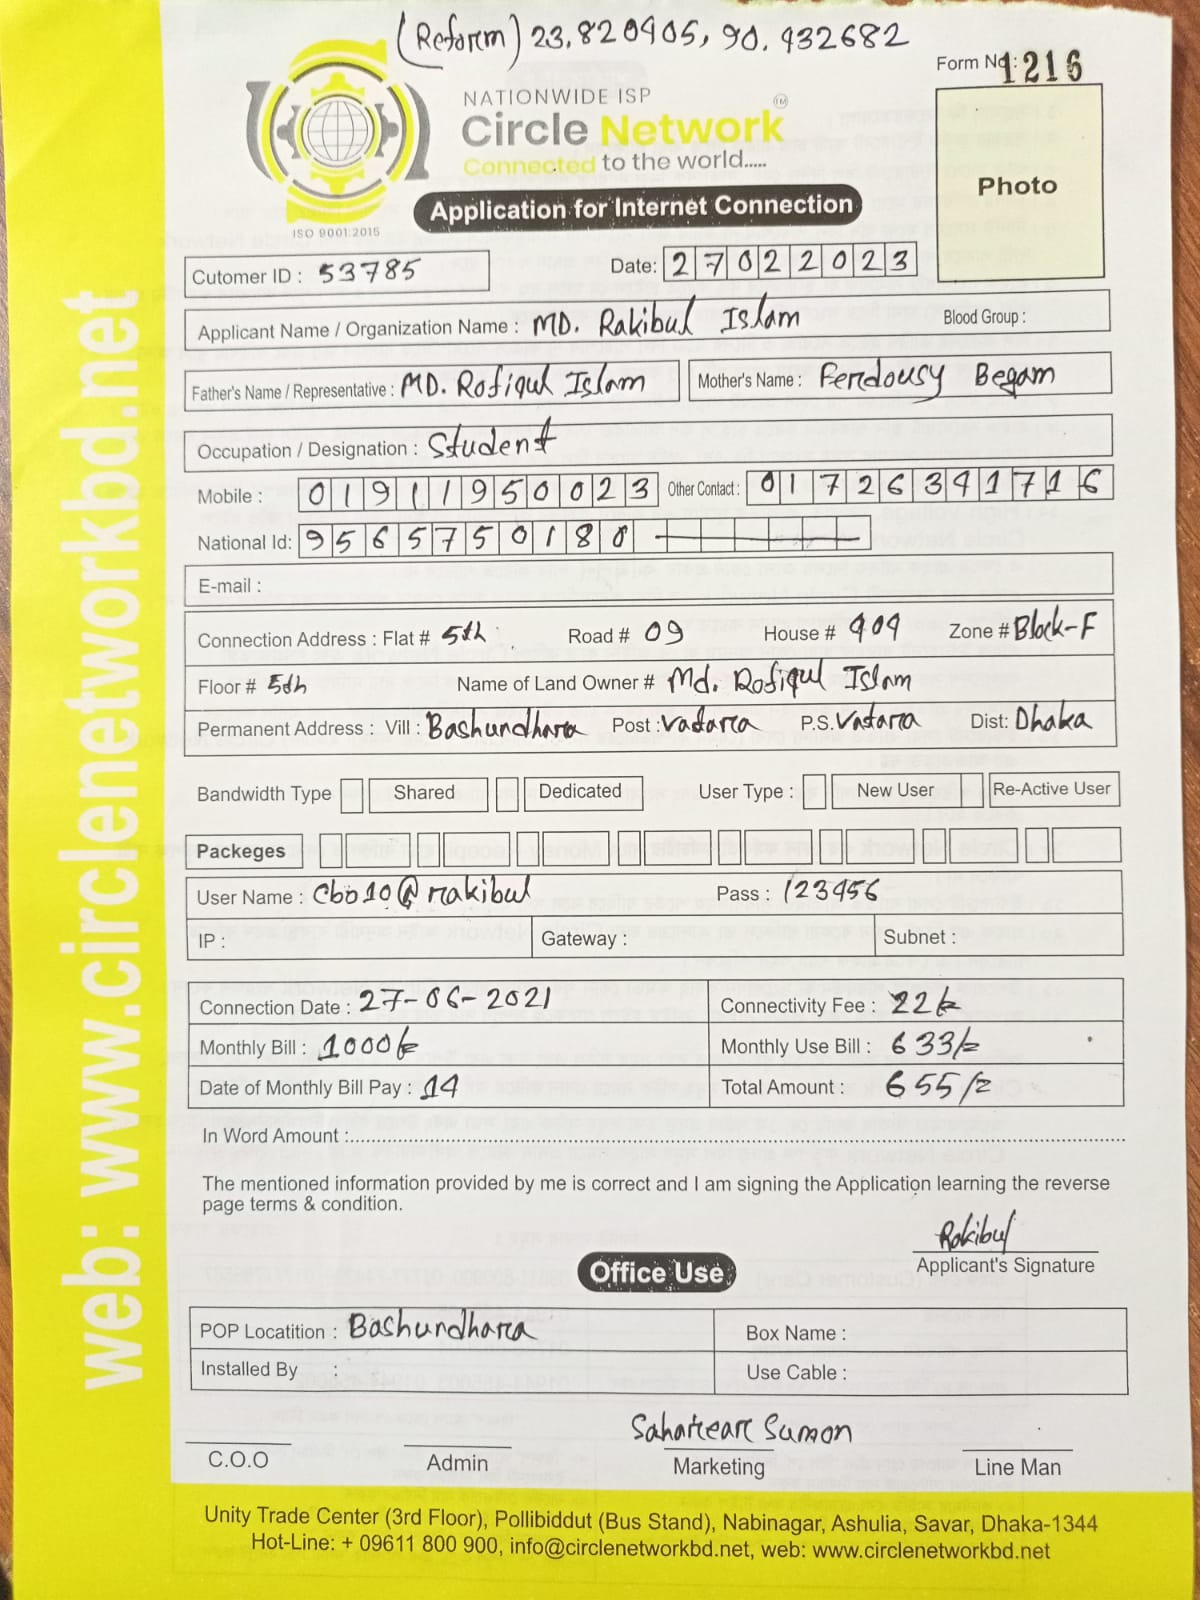 (Reform) 23.820405, 90.432682
Form No: 1216
NATIONWIDE ISP
Circle Network TM
Connected to the world.....
ISO 9001:2015
Application for Internet Connection
Photo
Cutomer ID : 53785 Date: 27022023
Applicant Name / Organization Name : MD. Rakibul Islam Blood Group :
Father's Name / Representative : MD. Rofiqul Islam Mother's Name : Ferdousy Begam
Occupation / Designation : Student
Mobile : 01911950023 Other Contact : 01726341716
National Id: 9565750188
E-mail :
Connection Address : Flat # 5th Road # 09 House # 404 Zone # Block-F
Floor # 5th Name of Land Owner # Md. Rofiqul Islam
Permanent Address : Vill : Bashundhara Post : Vatara P.S. Vatara Dist: Dhaka
Bandwidth Type Shared Dedicated User Type : New User Re-Active User
Packeges
User Name : Cbo10@rakibul Pass : 123456
IP : Gateway : Subnet :
Connection Date : 27-06-2021 Connectivity Fee : 22/=
Monthly Bill : 1000/= Monthly Use Bill : 633/=
Date of Monthly Bill Pay : 14 Total Amount : 655/=
In Word Amount :
The mentioned information provided by me is correct and I am signing the Application learning the reverse
page terms & condition.
Rakibul
Applicant's Signature
Office Use
POP Locatition : Bashundhara Box Name :
Installed By : Use Cable :
Sahariear Sumon
C.O.O Admin Marketing Line Man
Unity Trade Center (3rd Floor), Pollibiddut (Bus Stand), Nabinagar, Ashulia, Savar, Dhaka-1344
Hot-Line: + 09611 800 900, info@circlenetworkbd.net, web: www.circlenetworkbd.net
web: www.circlenetworkbd.net